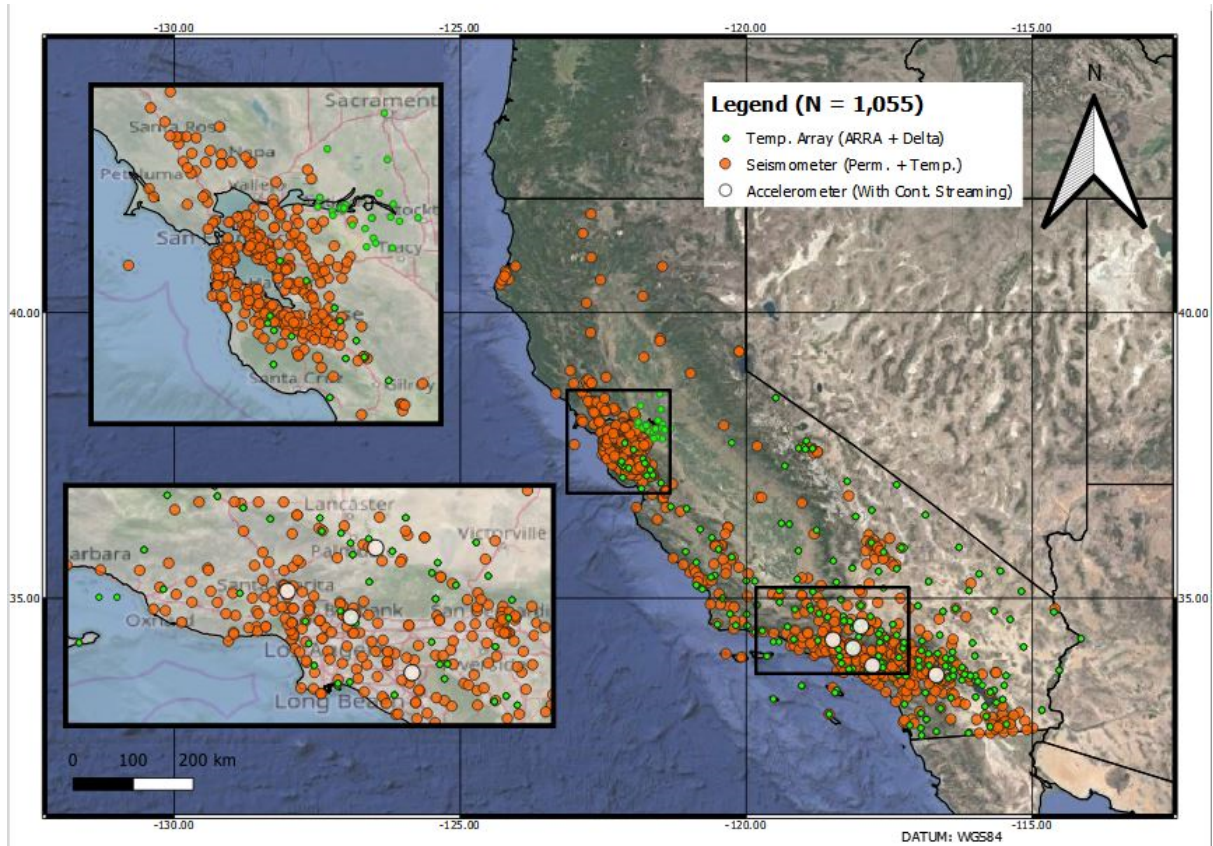 -130.00 -125.00 -120.00 -115.00
Legend (N = 1,055)
Temp. Array (ARRA + Delta)
Seismometer (Perm. + Temp.)
Accelerometer (With Cont. Streaming)
N
Sacrament
Santa Rosa
Napa
Petaluma
Vallejo
Stockt
San
Tracy
Santa Cruz
Gilroy
40.00 40.00
Lancaster
Victorville
Palm
arbara
Santa
Oxnard
Los Angeles
Long Beach
35.00 35.00
0 100 200 km
-130.00 -125.00 -120.00 -115.00
DATUM: WGS84